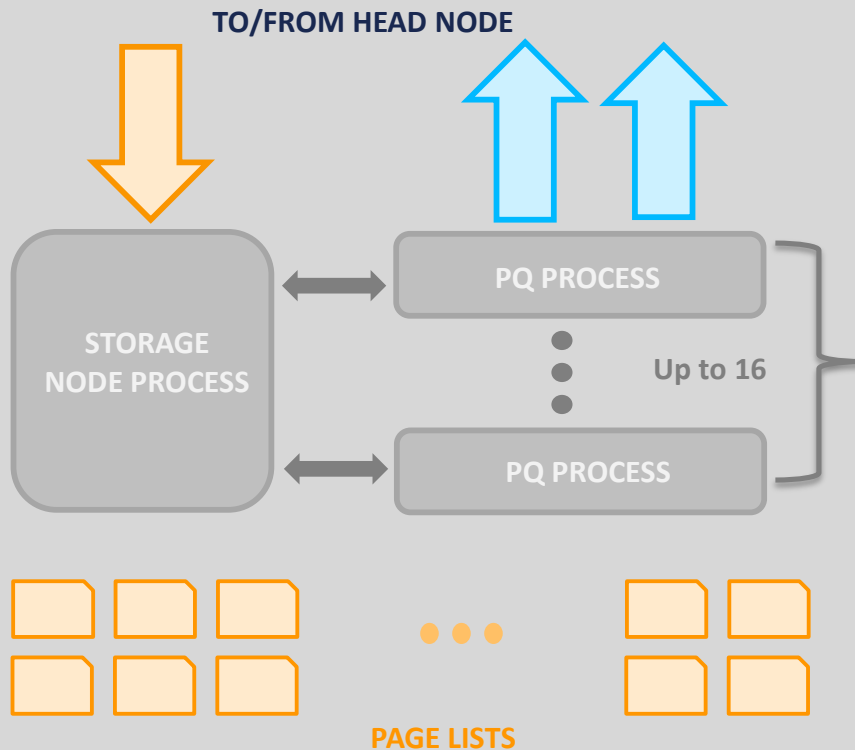 TO/FROM HEAD NODE
PQ PROCESS
STORAGE
NODE PROCESS
Up to 16
PQ PROCESS
PAGE LISTS